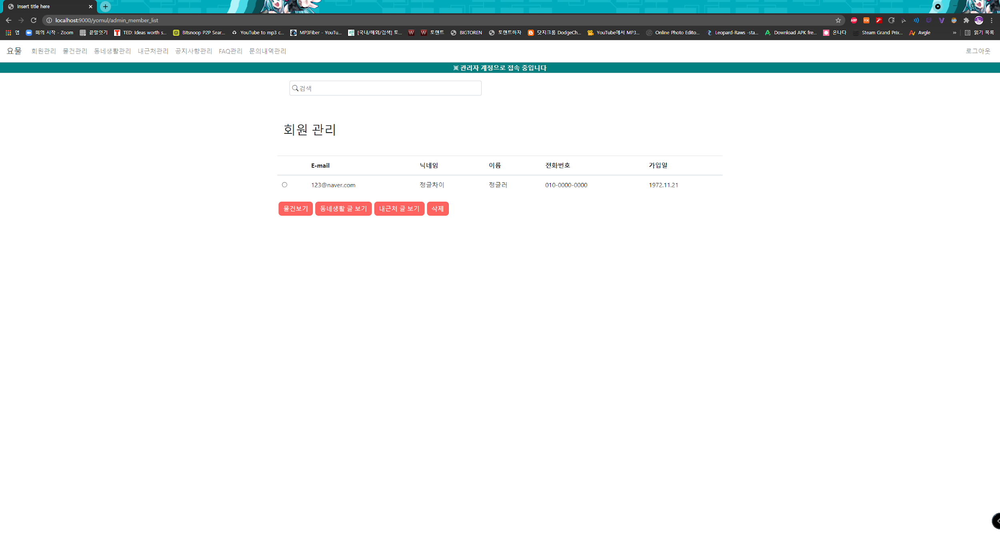 Insert title here
localhost:9000/yomul/admin_member_list
앱 회의 시작 - Zoom 끝말잇기 TED: Ideas worth s... Bitsnoop P2P Sear... YouTube to mp3 c... MP3Fiber - YouTu... [국내/해외/검색] 토... 토렌트 BIGTOREN 토렌트하자 닷지크롬 DodgeCh... YouTube에서 MP3... Online Photo Edito... Leopard-Raws -sta... Download APK fre... 온나다 Steam Grand Prix... Avgle » 읽기 목록
요물 회원관리 물건관리 동네생활관리 내근처관리 공지사항관리 FAQ관리 문의내역관리 로그아웃
※ 관리자 계정으로 접속 중입니다
검색
회원 관리
E-mail 닉네임 이름 전화번호 가입일
123@naver.com 정글차이 정글러 010-0000-0000 1972.11.21
물건보기 동네생활 글 보기 내근처 글 보기 삭제